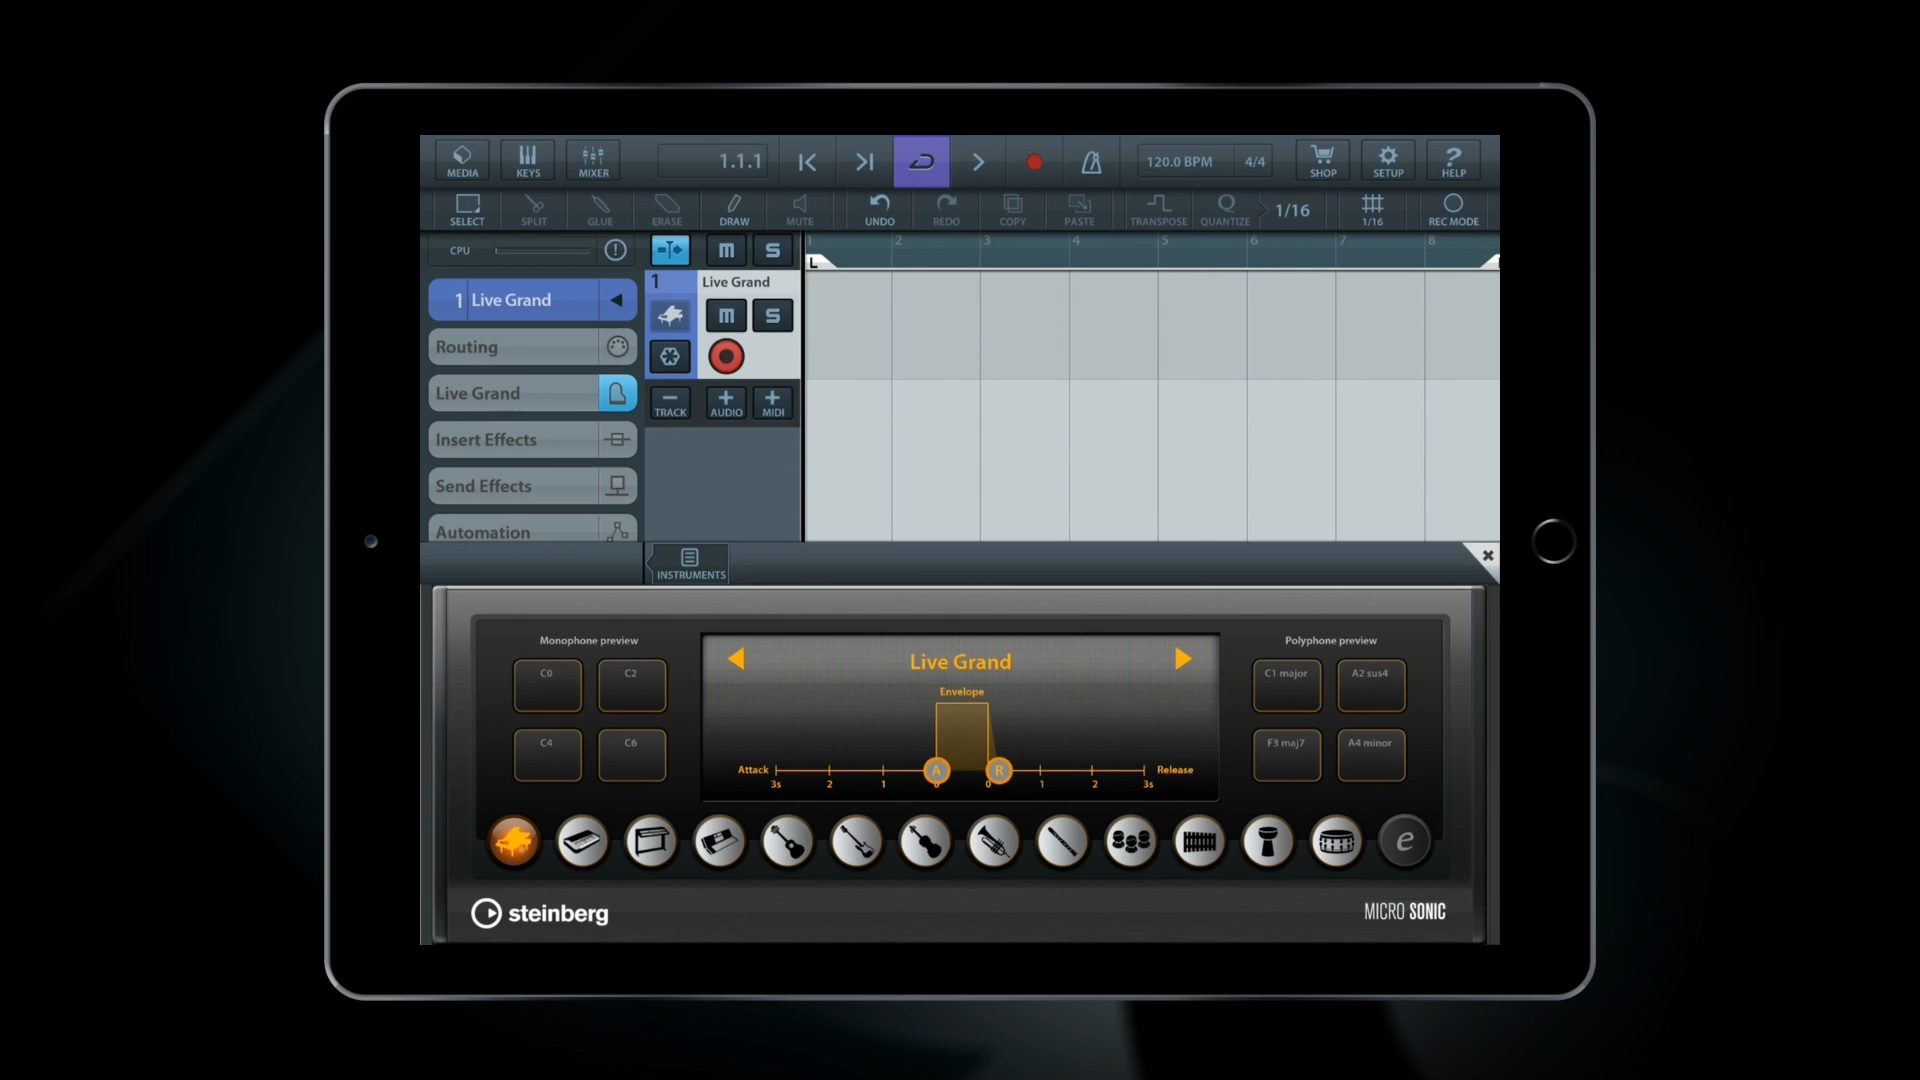 MEDIA KEYS MIXER 1.1.1 120.0 BPM 4/4 SHOP SETUP ? HELP
SELECT SPLIT GLUE ERASE DRAW MUTE UNDO REDO COPY PASTE TRANSPOSE Q QUANTIZE 1/16 1/16 REC MODE
CPU ! M S 1 2 3 4 5 6 7 8
L
1 Live Grand
1 Live Grand
M S
Routing
Live Grand
TRACK AUDIO MIDI
Insert Effects
Send Effects
Automation
INSTRUMENTS
Monophone preview
C0 C2
C4 C6
Live Grand
Envelope
Attack A R Release
3s 2 1 0 0 1 2 3s
Polyphone preview
C1 major A2 sus4
F3 maj7 A4 minor
e
steinberg
MICRO SONIC